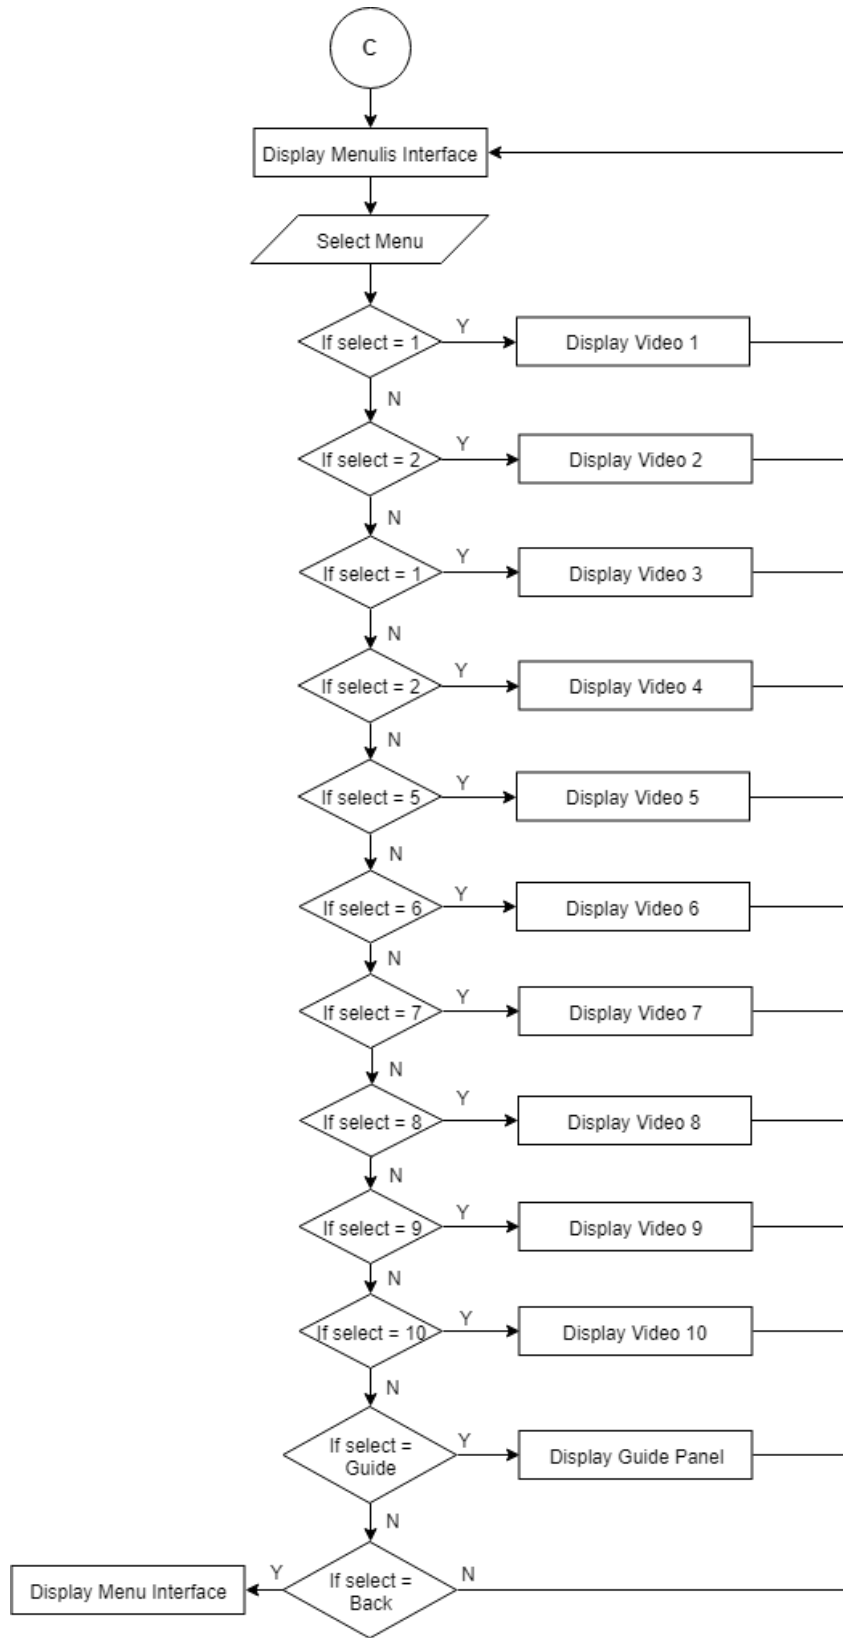 C
Display Menulis Interface
Select Menu
If select = 1
Y
Display Video 1
N
If select = 2
Y
Display Video 2
N
If select = 1
Y
Display Video 3
N
If select = 2
Y
Display Video 4
N
If select = 5
Y
Display Video 5
N
If select = 6
Y
Display Video 6
N
If select = 7
Y
Display Video 7
N
If select = 8
Y
Display Video 8
N
If select = 9
Y
Display Video 9
N
If select = 10
Y
Display Video 10
N
If select =
Guide
Y
Display Guide Panel
N
Display Menu Interface
Y
If select =
Back
N